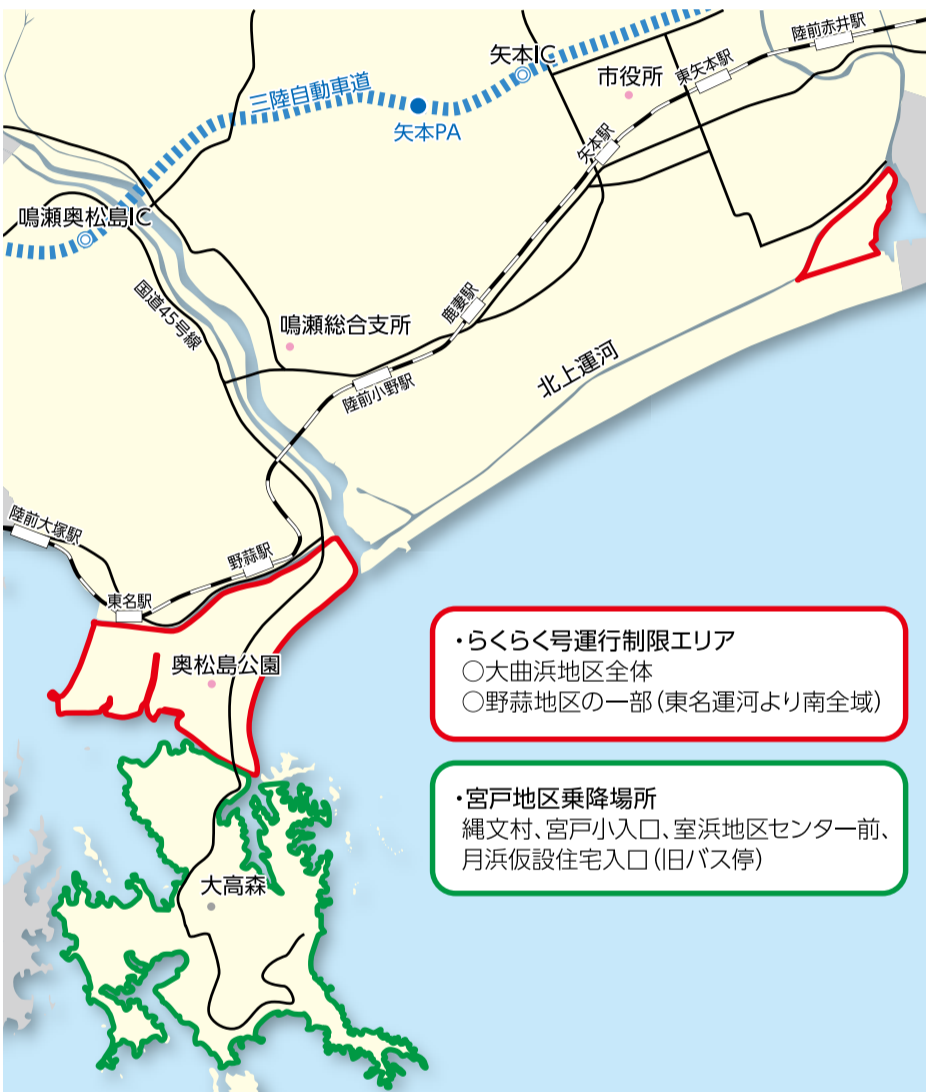 陸前赤井駅
矢本IC
市役所
東矢本駅
三陸自動車道
矢本PA
矢本駅
鳴瀬奥松島IC
国道45号線
鹿妻駅
鳴瀬総合支所
陸前小野駅
北上運河
陸前大塚駅
野蒜駅
東名駅
奥松島公園
・らくらく号運行制限エリア
○大曲浜地区全体
○野蒜地区の一部(東名運河より南全域)
・宮戸地区乗降場所
縄文村、宮戸小入口、室浜地区センター前、
月浜仮設住宅入口(旧バス停)
大高森